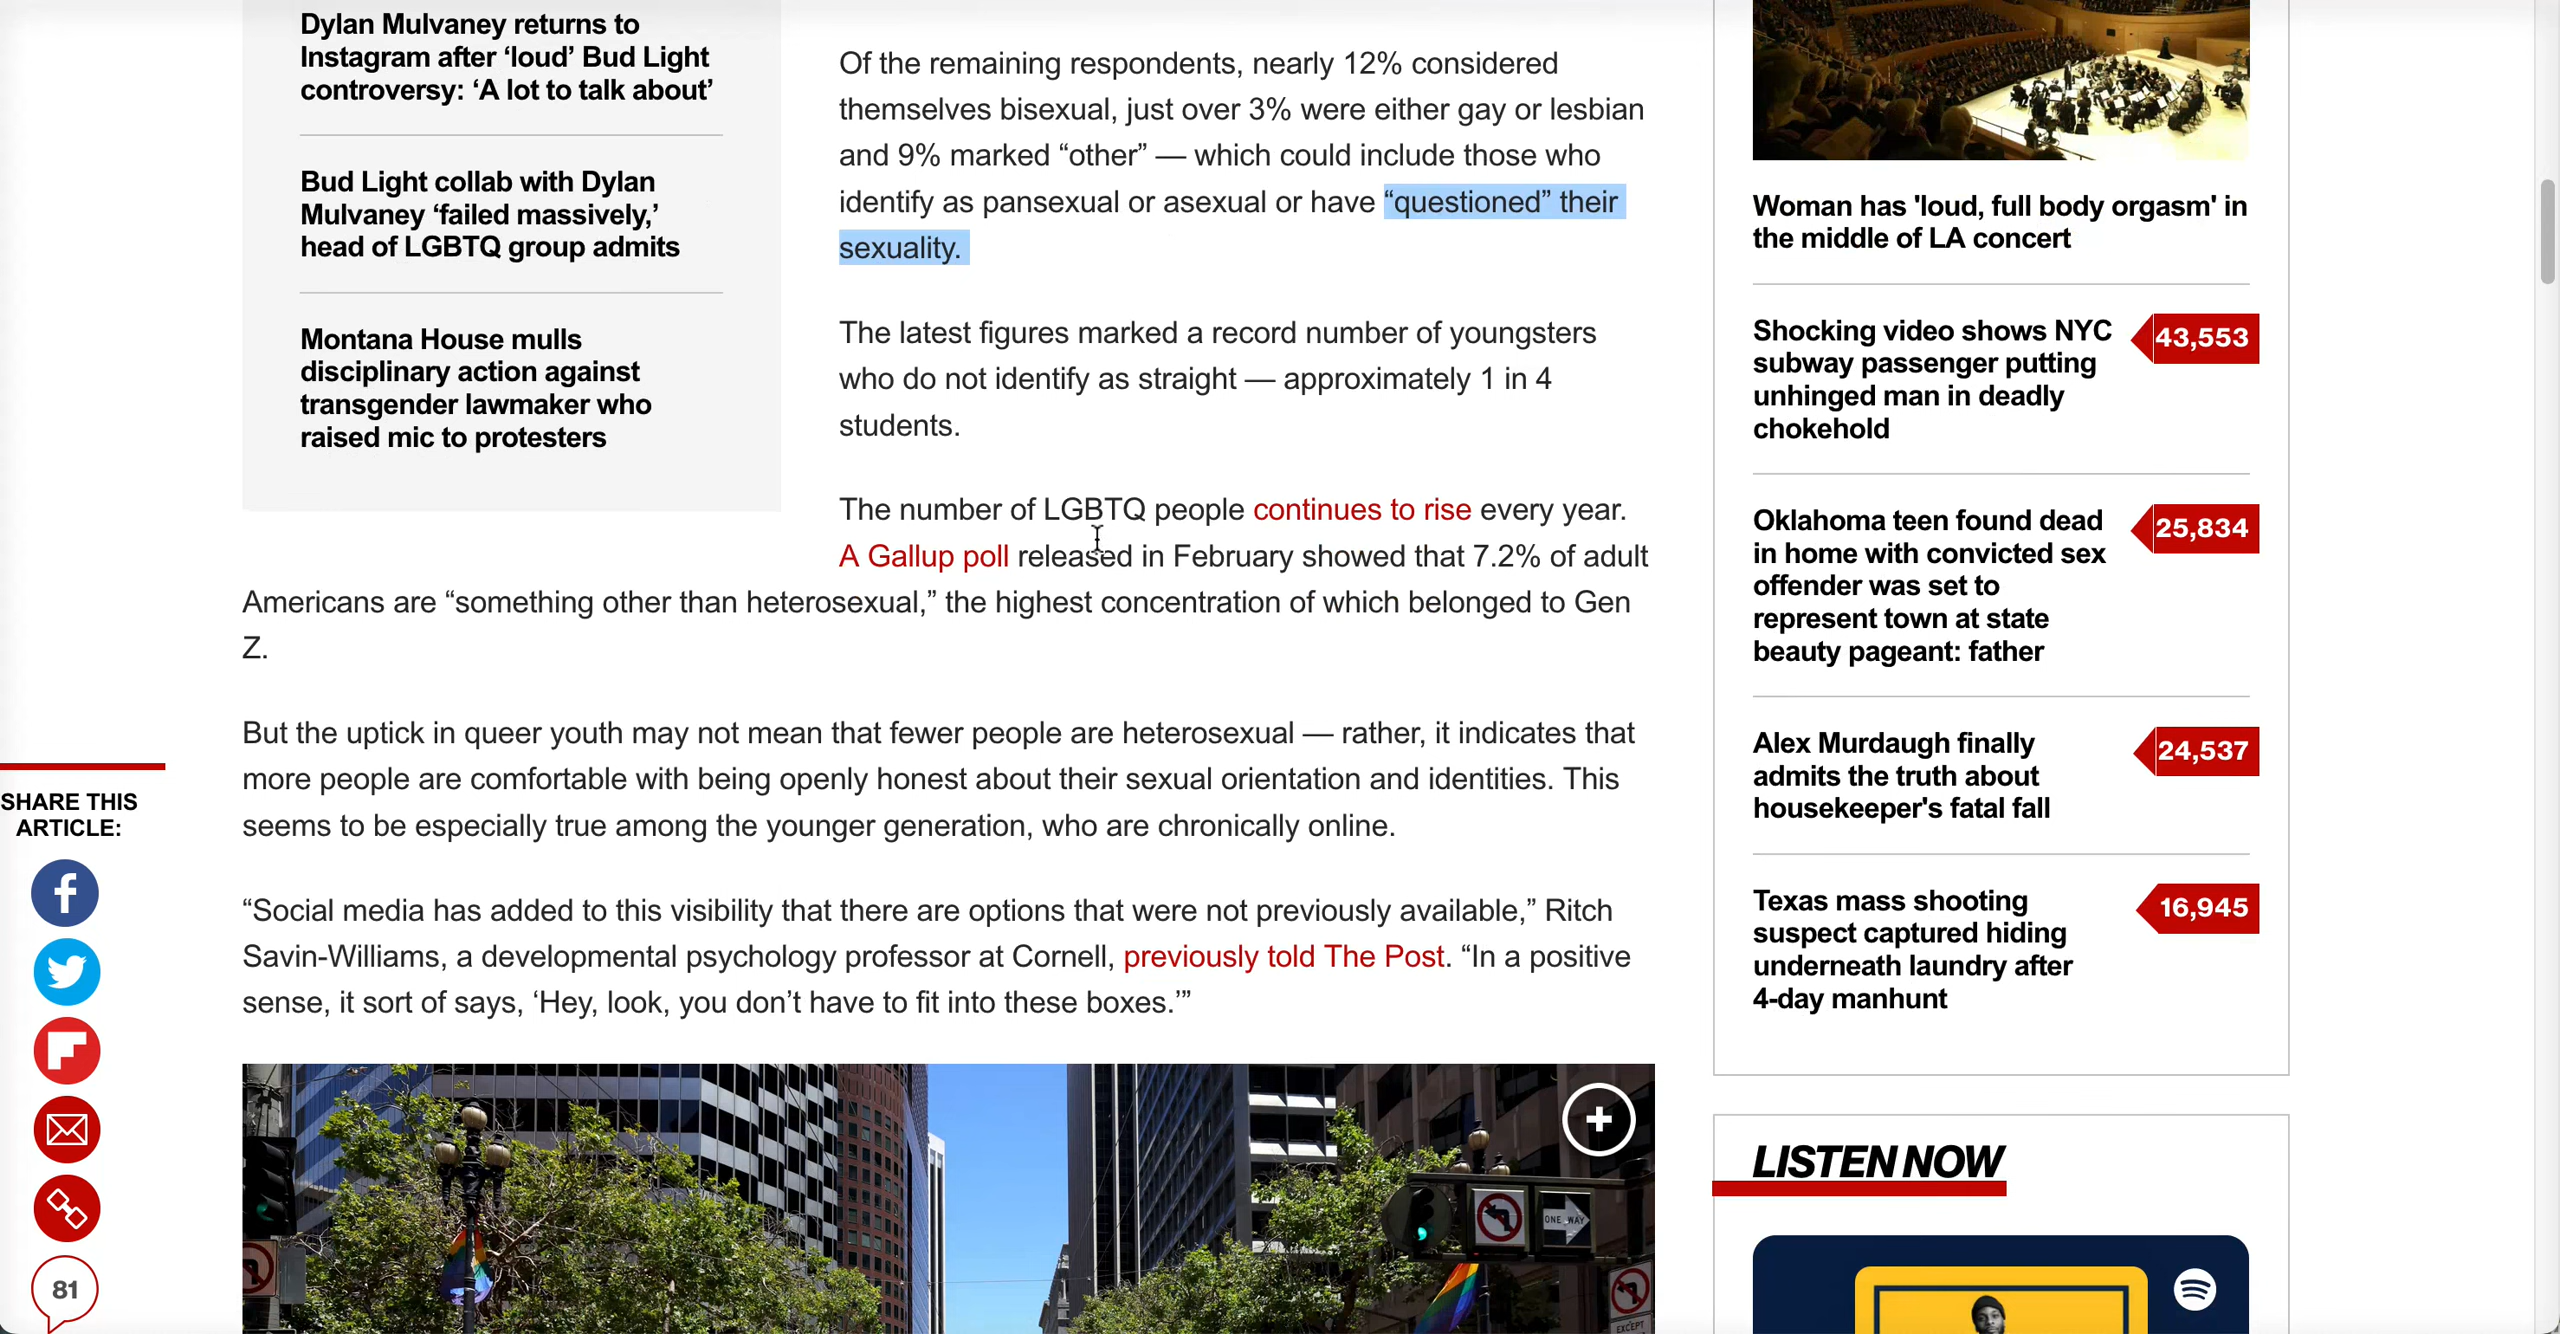 Dylan Mulvaney returns to
Instagram after ‘loud’ Bud Light
controversy: ‘A lot to talk about’
Bud Light collab with Dylan
Mulvaney ‘failed massively,’
head of LGBTQ group admits
Montana House mulls
disciplinary action against
transgender lawmaker who
raised mic to protesters
Of the remaining respondents, nearly 12% considered
themselves bisexual, just over 3% were either gay or lesbian
and 9% marked “other” — which could include those who
identify as pansexual or asexual or have “questioned” their
sexuality.
The latest figures marked a record number of youngsters
who do not identify as straight — approximately 1 in 4
students.
The number of LGBTQ people continues to rise every year.
A Gallup poll released in February showed that 7.2% of adult
Americans are “something other than heterosexual,” the highest concentration of which belonged to Gen
Z.
But the uptick in queer youth may not mean that fewer people are heterosexual — rather, it indicates that
more people are comfortable with being openly honest about their sexual orientation and identities. This
seems to be especially true among the younger generation, who are chronically online.
“Social media has added to this visibility that there are options that were not previously available,” Ritch
Savin-Williams, a developmental psychology professor at Cornell, previously told The Post. “In a positive
sense, it sort of says, ‘Hey, look, you don’t have to fit into these boxes.’”
ONE WAY
EXCEPT
SHARE THIS
ARTICLE:
81
Woman has 'loud, full body orgasm' in
the middle of LA concert
Shocking video shows NYC
subway passenger putting
unhinged man in deadly
chokehold
43,553
Oklahoma teen found dead
in home with convicted sex
offender was set to
represent town at state
beauty pageant: father
25,834
Alex Murdaugh finally
admits the truth about
housekeeper's fatal fall
24,537
Texas mass shooting
suspect captured hiding
underneath laundry after
4-day manhunt
16,945
LISTEN NOW